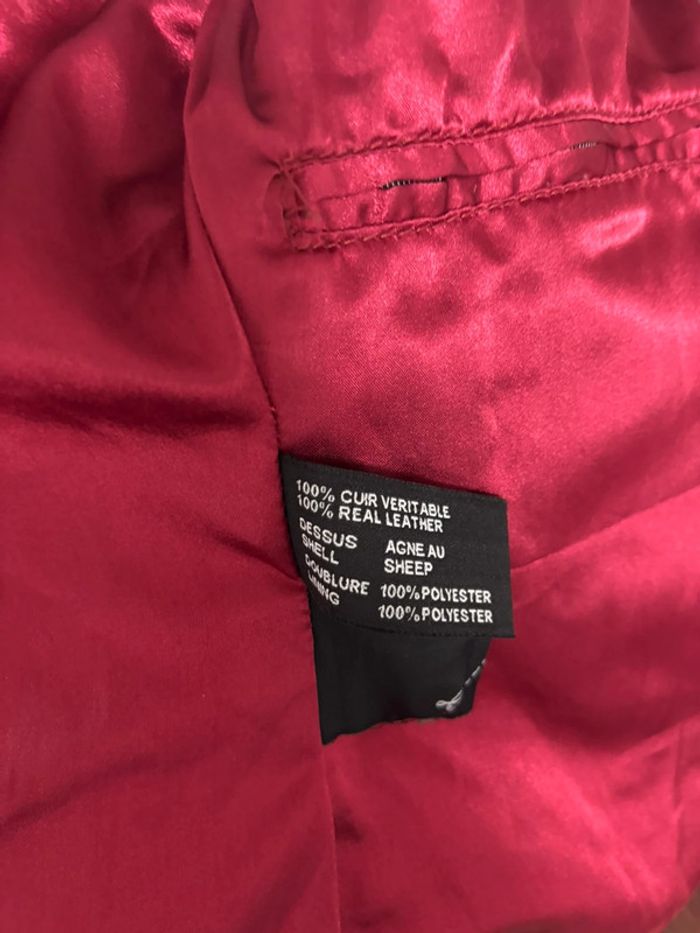 100% CUIR VERITABLE
100% REAL LEATHER
DESSUS AGNEAU
SHELL SHEEP
DOUBLURE 100% POLYESTER
LINING 100% POLYESTER